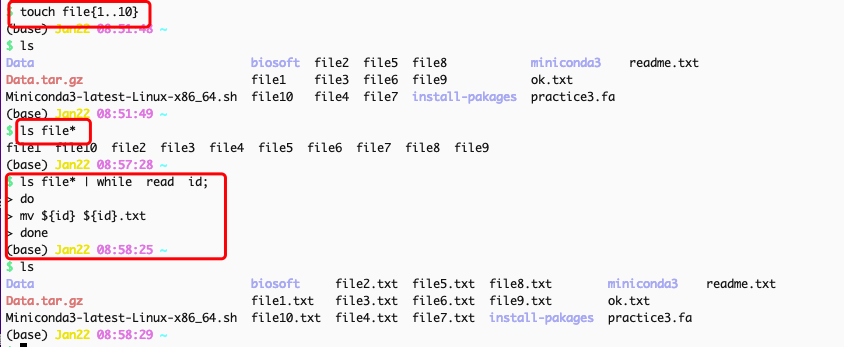 $ touch file{1..10}
(base) Jan22 08:51:48 ~
$ ls
Data biosoft file2 file5 file8 miniconda3 readme.txt
Data.tar.gz file1 file3 file6 file9 ok.txt
Miniconda3-latest-Linux-x86_64.sh file10 file4 file7 install-pakages practice3.fa
(base) Jan22 08:51:49 ~
$ ls file*
file1 file10 file2 file3 file4 file5 file6 file7 file8 file9
(base) Jan22 08:57:28 ~
$ ls file* | while read id;
> do
> mv ${id} ${id}.txt
> done
(base) Jan22 08:58:25 ~
$ ls
Data biosoft file2.txt file5.txt file8.txt miniconda3 readme.txt
Data.tar.gz file1.txt file3.txt file6.txt file9.txt ok.txt
Miniconda3-latest-Linux-x86_64.sh file10.txt file4.txt file7.txt install-pakages practice3.fa
(base) Jan22 08:58:29 ~